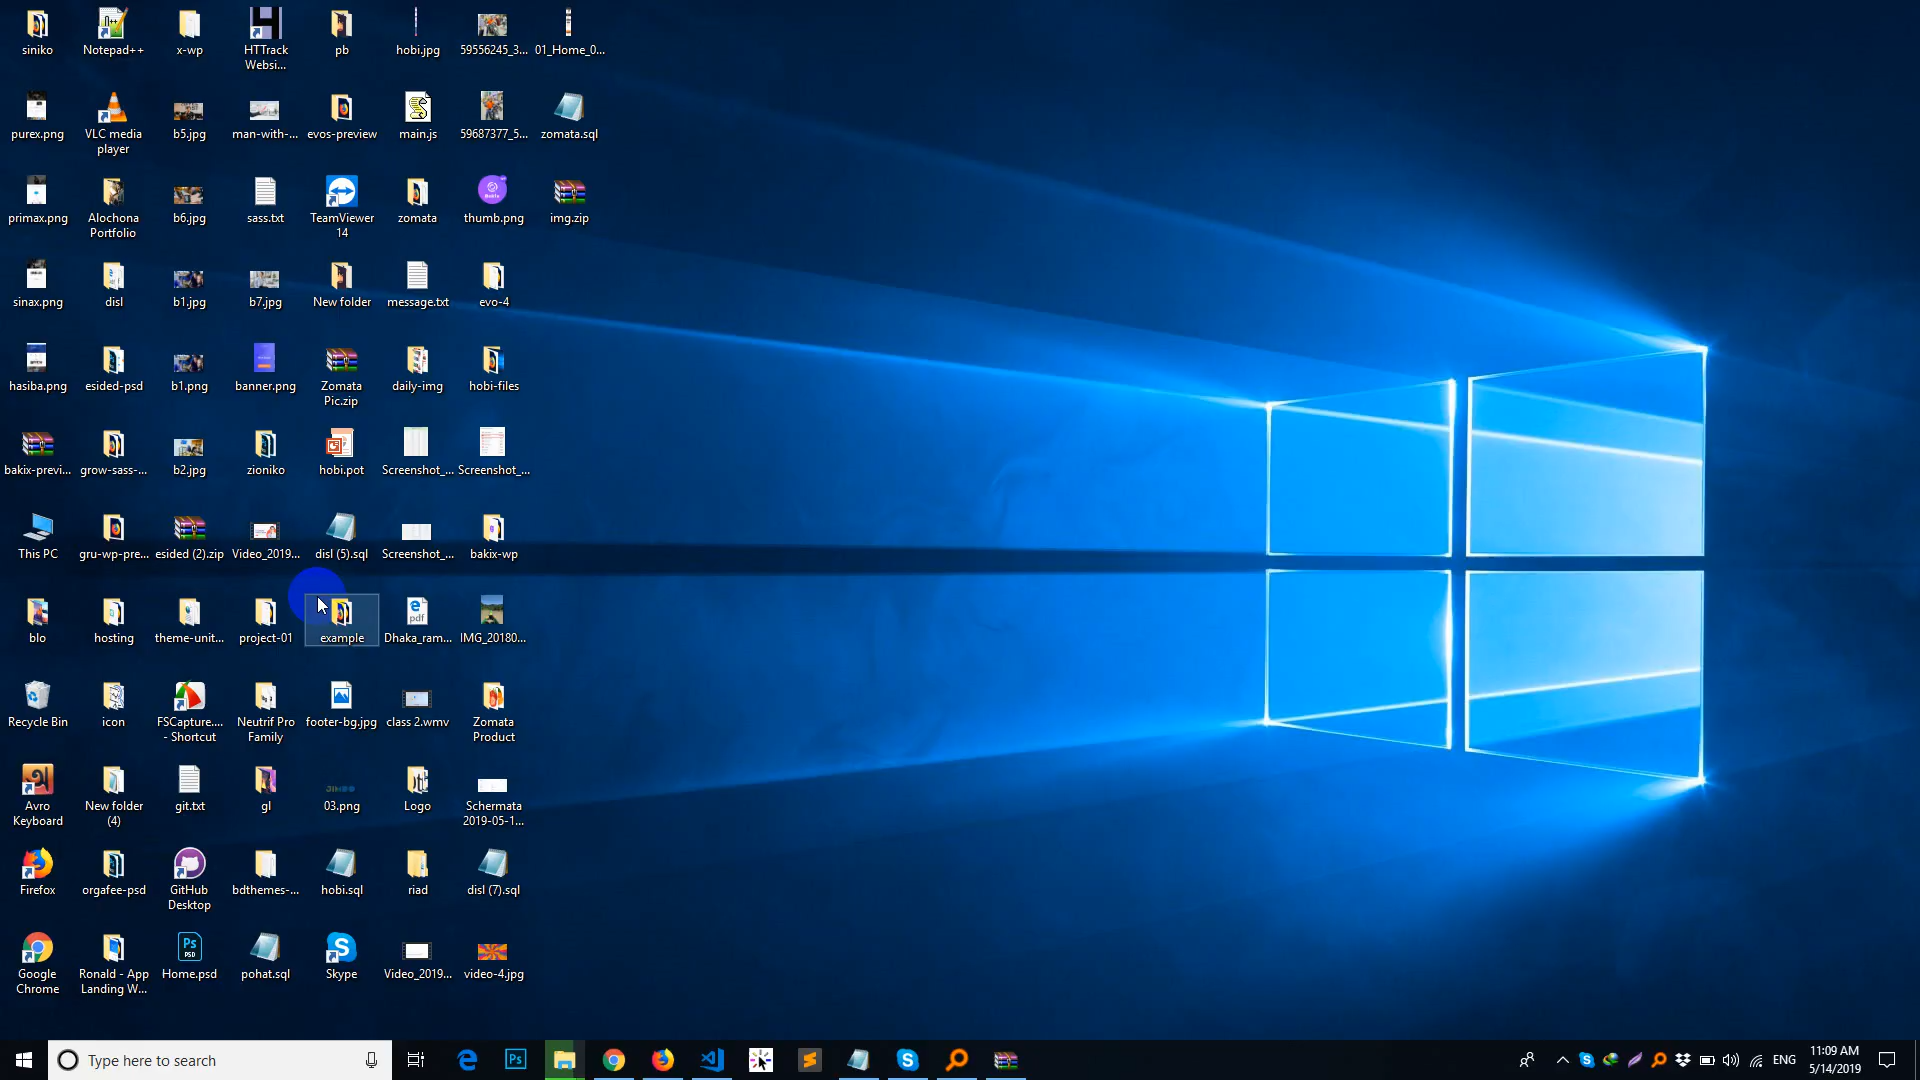 siniko
Notepad++
x-wp
HTTrack
Websi...
pb
hobi.jpg
59556245_3...
01_Home_0...
purex.png
VLC media
player
b5.jpg
man-with-...
evos-preview
main.js
59687377_5...
zomata.sql
primax.png
Alochona
Portfolio
b6.jpg
sass.txt
TeamViewer
14
zomata
thumb.png
img.zip
sinax.png
disl
b1.jpg
b7.jpg
New folder
message.txt
evo-4
hasiba.png
esided-psd
b1.png
banner.png
Zomata
Pic.zip
daily-img
hobi-files
bakix-previ...
grow-sass-...
b2.jpg
zioniko
hobi.pot
Screenshot_...
Screenshot_...
This PC
gru-wp-pre...
esided (2).zip
Video_2019...
disl (5).sql
Screenshot_...
bakix-wp
blo
hosting
theme-unit...
project-01
example
pdf
Dhaka_ram...
IMG_20180...
Recycle Bin
icon
FSCapture....
- Shortcut
Neutrif Pro
Family
footer-bg.jpg
class 2.wmv
Zomata
Product
Avro
Keyboard
New folder
(4)
git.txt
gl
03.png
Logo
Schermata
2019-05-1...
Firefox
orgafee-psd
GitHub
Desktop
bdthemes-...
hobi.sql
riad
disl (7).sql
Google
Chrome
Ronald - App
Landing W...
Ps
PSD
Home.psd
pohat.sql
Skype
Video_2019...
video-4.jpg
Type here to search
Ps
ENG
11:09 AM
5/14/2019